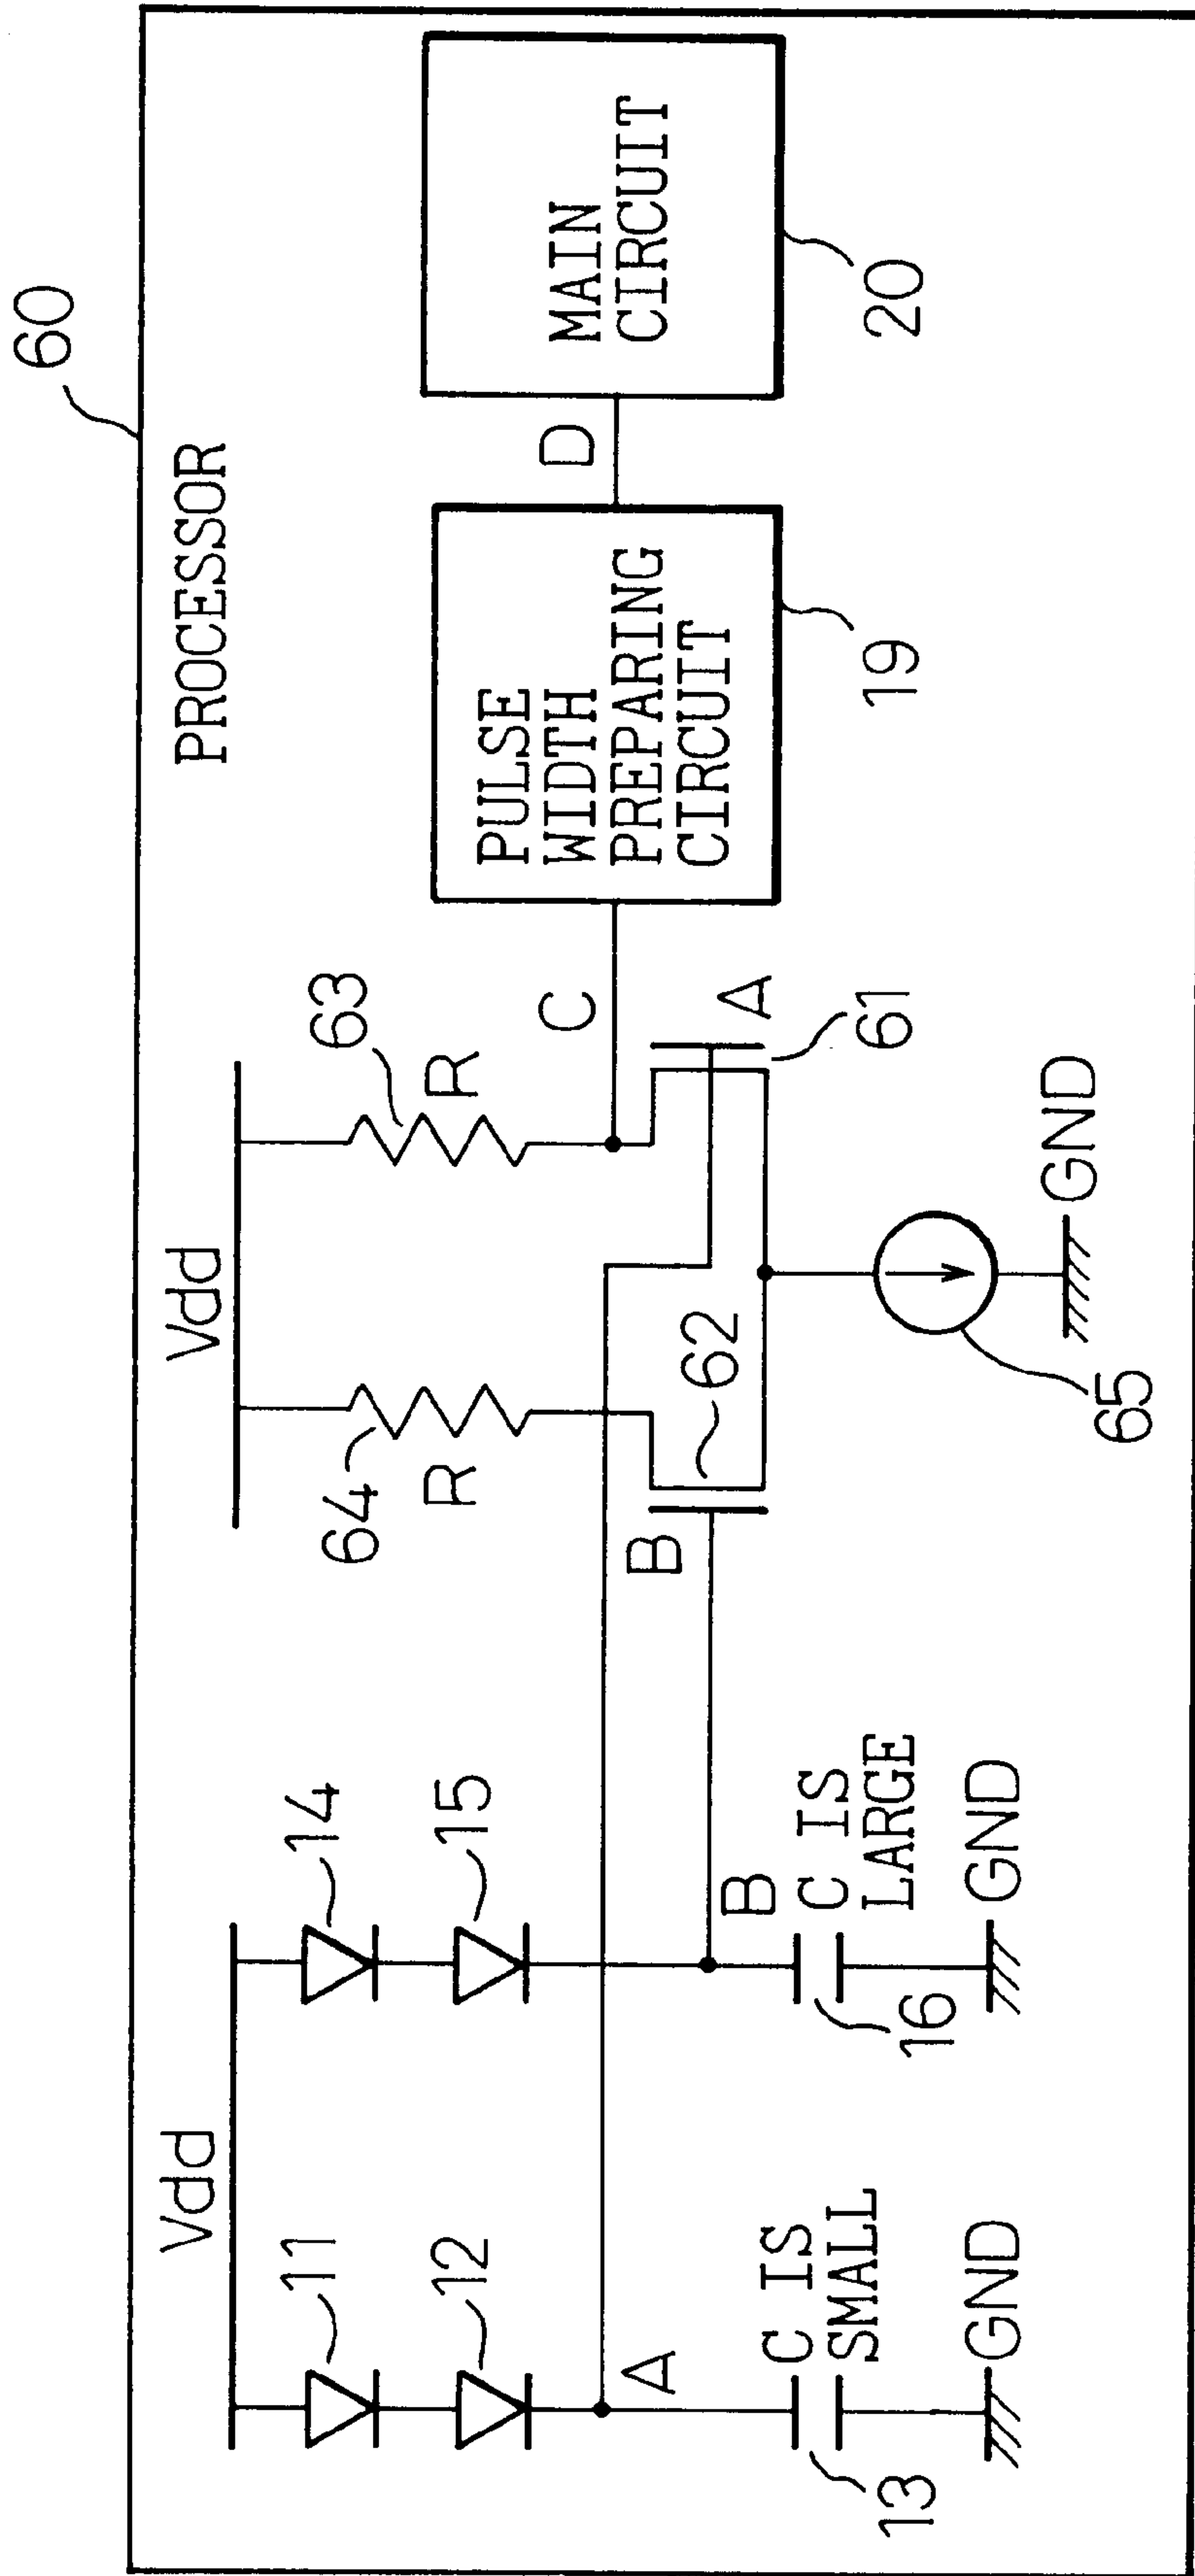 60
PROCESSOR
Vdd
11
12
A
C IS
SMALL
13
GND
Vdd
14
15
B
C IS
LARGE
16
GND
Vdd
64
R
B
62
63
R
C
A
61
65
GND
PULSE
WIDTH
PREPARING
CIRCUIT
19
D
MAIN
CIRCUIT
20